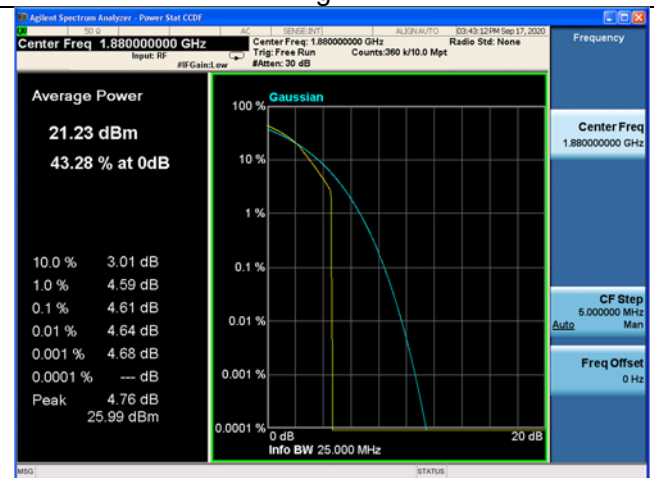 Agilent Spectrum Analyzer - Power Stat CCDF
50 Ω AC SENSE:INT ALIGN AUTO 03:43:12 PM Sep 17, 2020
Center Freq 1.880000000 GHz
Input: RF
#IFGain:Low
Center Freq: 1.880000000 GHz Radio Std: None
Trig: Free Run Counts:360 k/10.0 Mpt
#Atten: 30 dB
Frequency
Average Power
21.23 dBm
43.28 % at 0dB
10.0 % 3.01 dB
1.0 % 4.59 dB
0.1 % 4.61 dB
0.01 % 4.64 dB
0.001 % 4.68 dB
0.0001 % --- dB
Peak 4.76 dB
25.99 dBm
Gaussian
100 %
10 %
1 %
0.1 %
0.01 %
0.001 %
0.0001 %
0 dB 20 dB
Info BW 25.000 MHz
Center Freq
1.880000000 GHz
CF Step
5.000000 MHz
Auto Man
Freq Offset
0 Hz
MSG STATUS